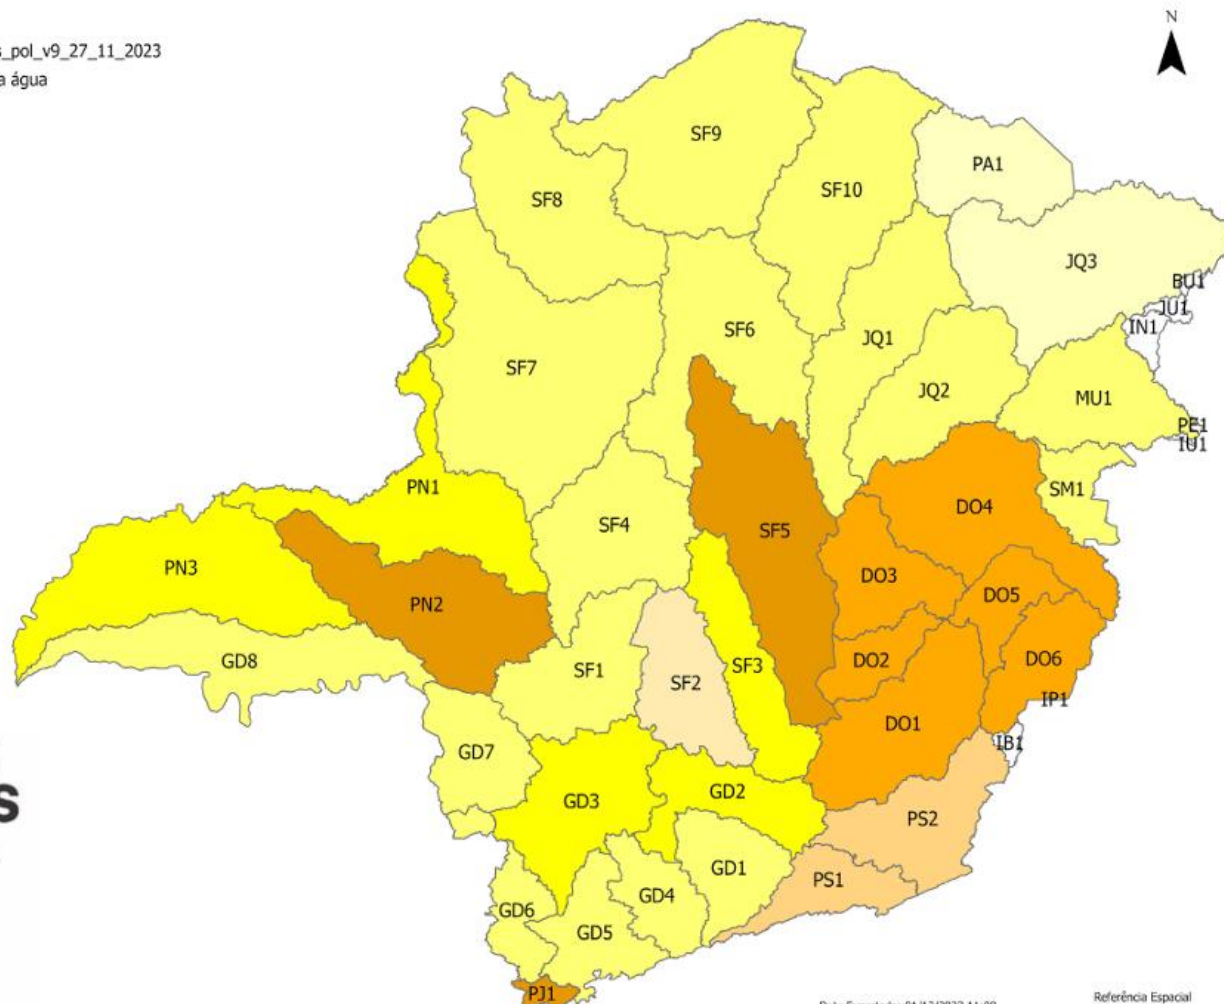 N
s_pol_v9_27_11_2023
a água
SF9
PA1
SF8
SF10
JQ3
BU1
JU1
IN1
SF6
JQ1
SF7
JQ2
MU1
PE1
IU1
PN1
SM1
DO4
SF4
SF5
PN3
DO3
DO5
PN2
DO2
DO6
GD8
SF1
SF2
SF3
IP1
DO1
IB1
GD7
GD3
GD2
s
PS2
GD1
PS1
GD4
GD6
GD5
PJ1
Referência Espacial